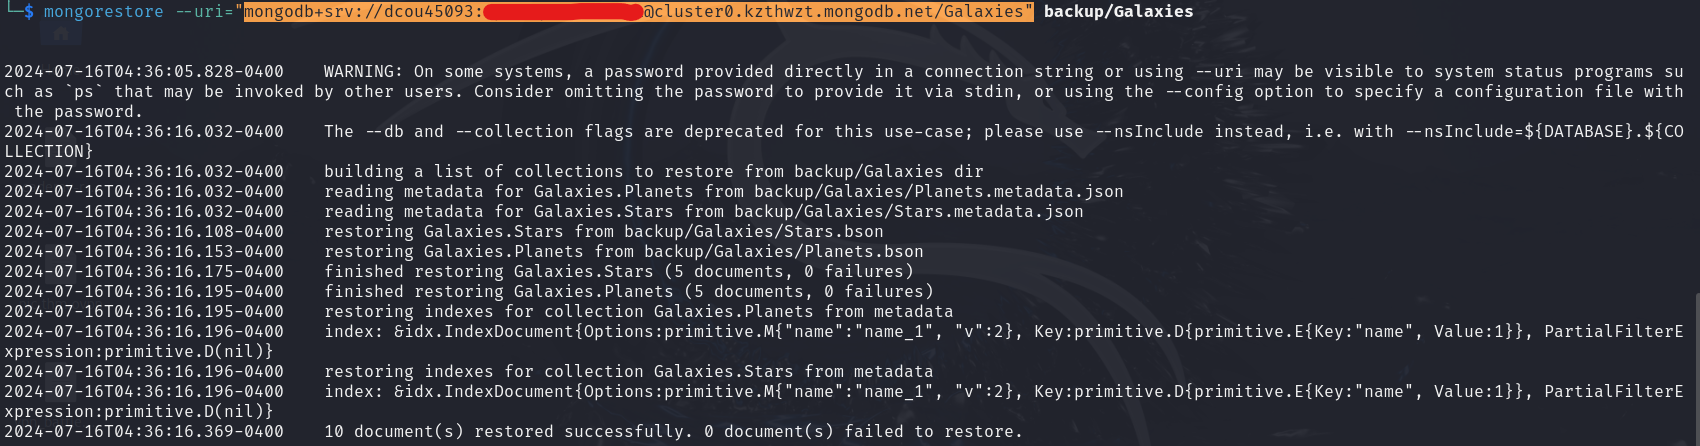 └─$ mongorestore --uri="mongodb+srv://dcou45093:@cluster0.kzthwzt.mongodb.net/Galaxies" backup/Galaxies
2024-07-16T04:36:05.828-0400    WARNING: On some systems, a password provided directly in a connection string or using --uri may be visible to system status programs su
ch as `ps` that may be invoked by other users. Consider omitting the password to provide it via stdin, or using the --config option to specify a configuration file with
 the password.
2024-07-16T04:36:16.032-0400    The --db and --collection flags are deprecated for this use-case; please use --nsInclude instead, i.e. with --nsInclude=${DATABASE}.${CO
LLECTION}
2024-07-16T04:36:16.032-0400    building a list of collections to restore from backup/Galaxies dir
2024-07-16T04:36:16.032-0400    reading metadata for Galaxies.Planets from backup/Galaxies/Planets.metadata.json
2024-07-16T04:36:16.032-0400    reading metadata for Galaxies.Stars from backup/Galaxies/Stars.metadata.json
2024-07-16T04:36:16.108-0400    restoring Galaxies.Stars from backup/Galaxies/Stars.bson
2024-07-16T04:36:16.153-0400    restoring Galaxies.Planets from backup/Galaxies/Planets.bson
2024-07-16T04:36:16.175-0400    finished restoring Galaxies.Stars (5 documents, 0 failures)
2024-07-16T04:36:16.195-0400    finished restoring Galaxies.Planets (5 documents, 0 failures)
2024-07-16T04:36:16.195-0400    restoring indexes for collection Galaxies.Planets from metadata
2024-07-16T04:36:16.196-0400    index: &idx.IndexDocument{Options:primitive.M{"name":"name_1", "v":2}, Key:primitive.D{primitive.E{Key:"name", Value:1}}, PartialFilterE
xpression:primitive.D(nil)}
2024-07-16T04:36:16.196-0400    restoring indexes for collection Galaxies.Stars from metadata
2024-07-16T04:36:16.196-0400    index: &idx.IndexDocument{Options:primitive.M{"name":"name_1", "v":2}, Key:primitive.D{primitive.E{Key:"name", Value:1}}, PartialFilterE
xpression:primitive.D(nil)}
2024-07-16T04:36:16.369-0400    10 document(s) restored successfully. 0 document(s) failed to restore.